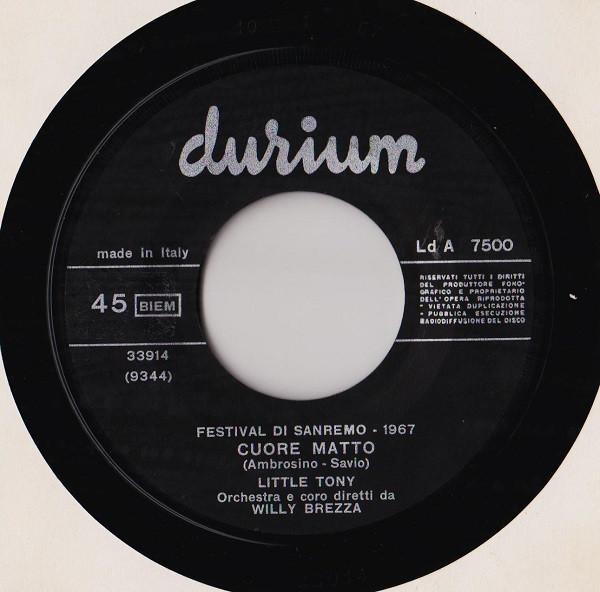 durium
made in Italy
Ld A 7500
45 BIEM
RISERVATI TUTTI I DIRITTI
DEL PRODUTTORE FONO-
GRAFICO E PROPRIETARIO
DELL'OPERA RIPRODOTTA
- VIETATA DUPLICAZIONE
- PUBBLICA ESECUZIONE
RADIODIFFUSIONE DEL DISCO
33914
(9344)
FESTIVAL DI SANREMO - 1967
CUORE MATTO
(Ambrosino - Savio)
LITTLE TONY
Orchestra e coro diretti da
WILLY BREZZA